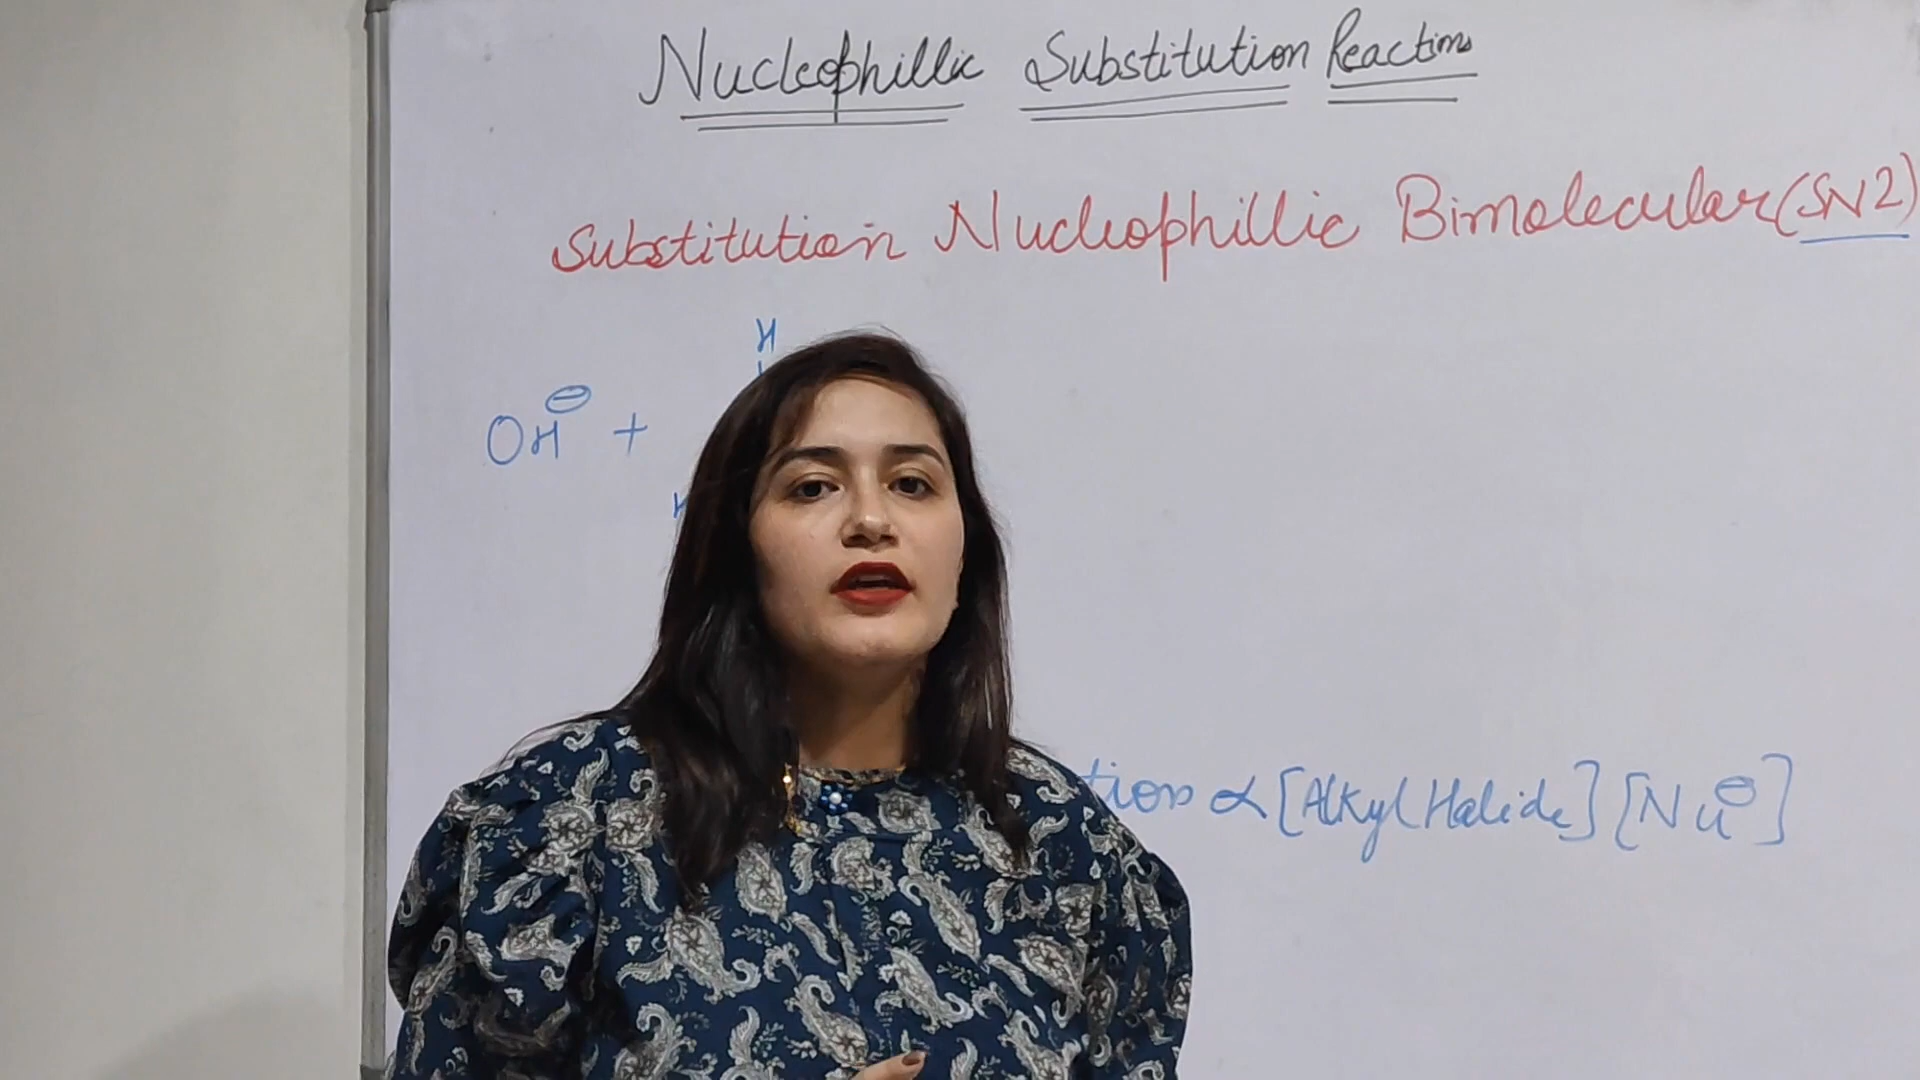 Nucleophillic Substitution Reactions
Substitution Nucleophillic Bimolecular (SN2)
H
OH⊖ +
H
tion ∝ [Alkyl Halide] [Nu⊖]